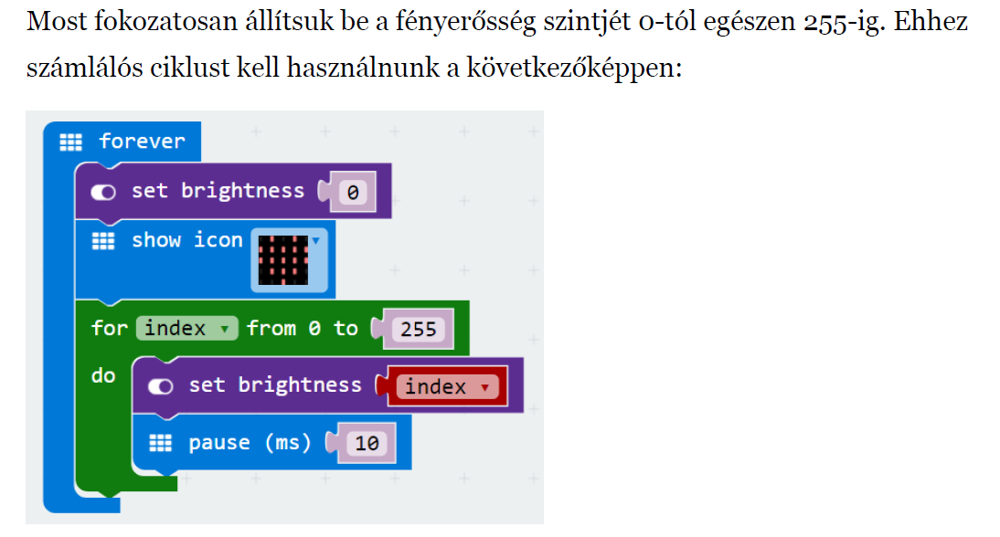 Most fokozatosan állítsuk be a fényerősség szintjét 0-tól egészen 255-ig. Ehhez
számlálós ciklust kell használnunk a következőképpen:
forever
set brightness 0
show icon
for index from 0 to 255
do
set brightness index
pause (ms) 10